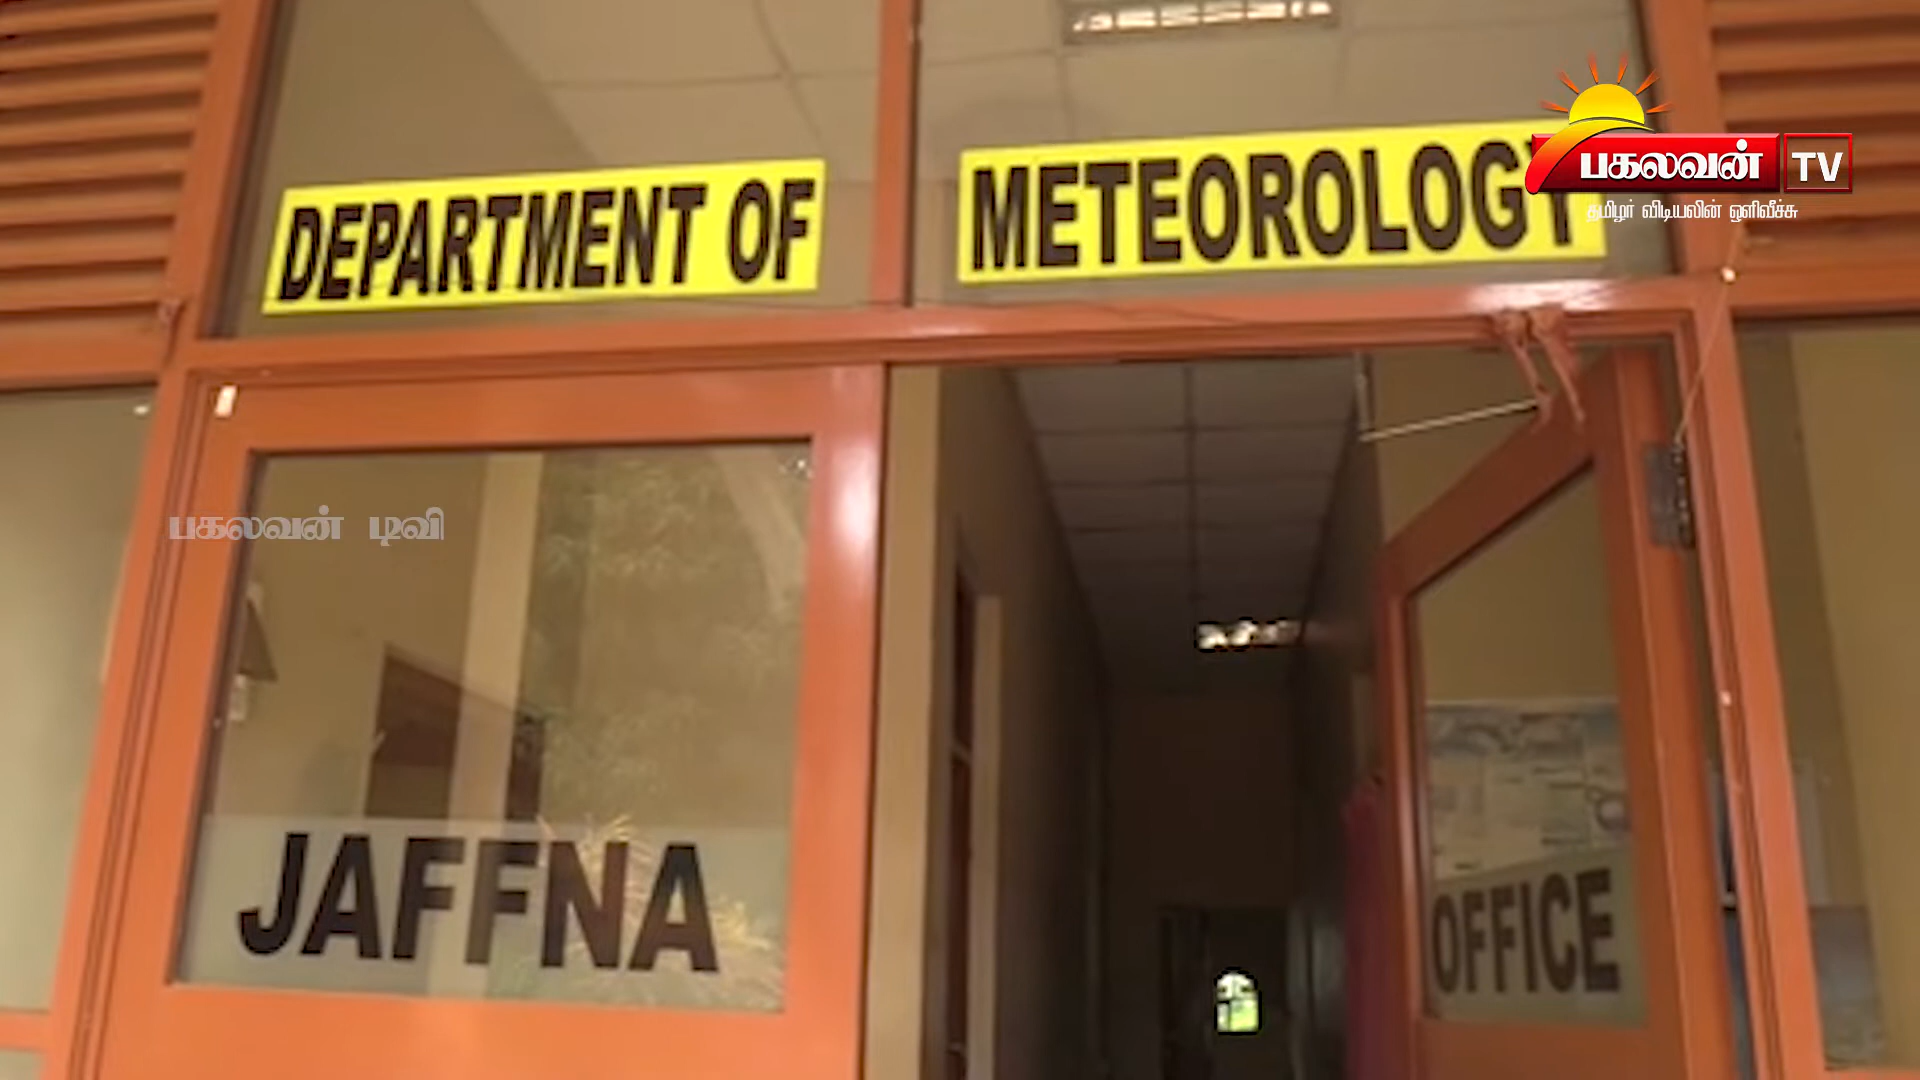 DEPARTMENT OF METEOROLOGY
பகலவன் TV
தமிழர் விடியலின் ஒளிவீச்சு
பகலவன் டிவி
JAFFNA OFFICE